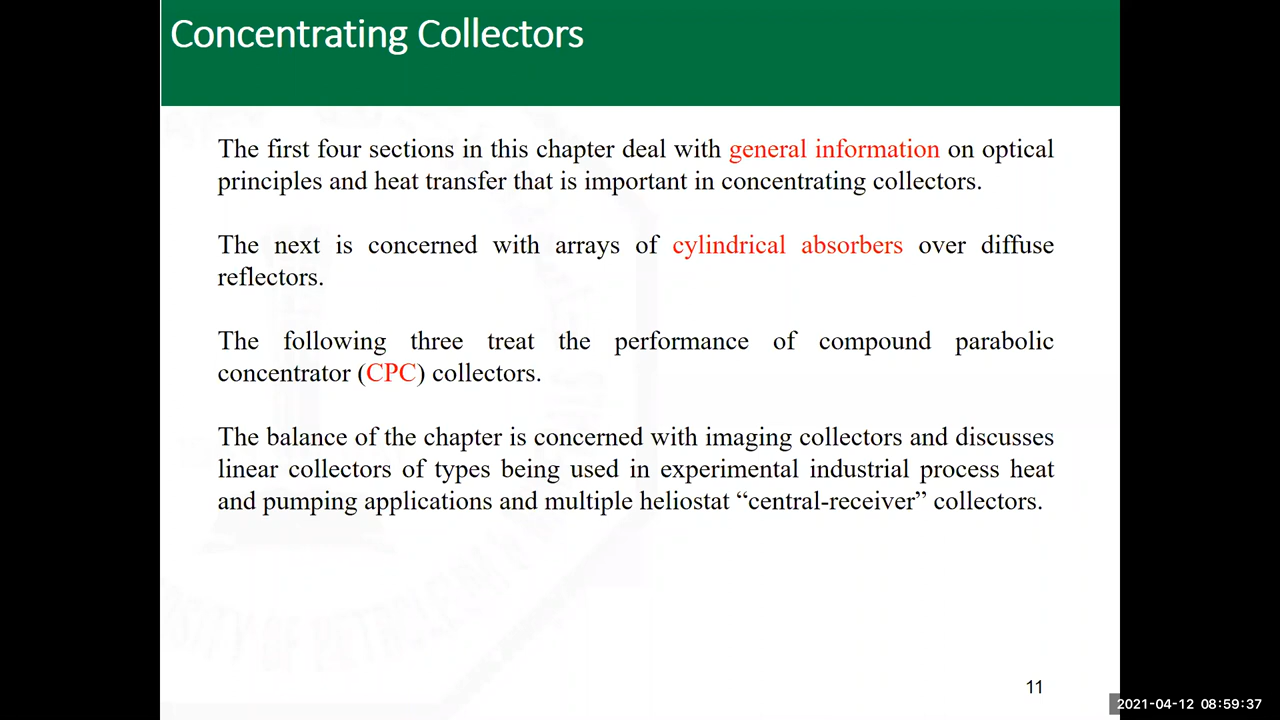 Concentrating Collectors
The first four sections in this chapter deal with general information on optical
principles and heat transfer that is important in concentrating collectors.
The next is concerned with arrays of cylindrical absorbers over diffuse
reflectors.
The following three treat the performance of compound parabolic
concentrator (CPC) collectors.
The balance of the chapter is concerned with imaging collectors and discusses
linear collectors of types being used in experimental industrial process heat
and pumping applications and multiple heliostat “central-receiver” collectors.
11
2021-04-12 08:59:37